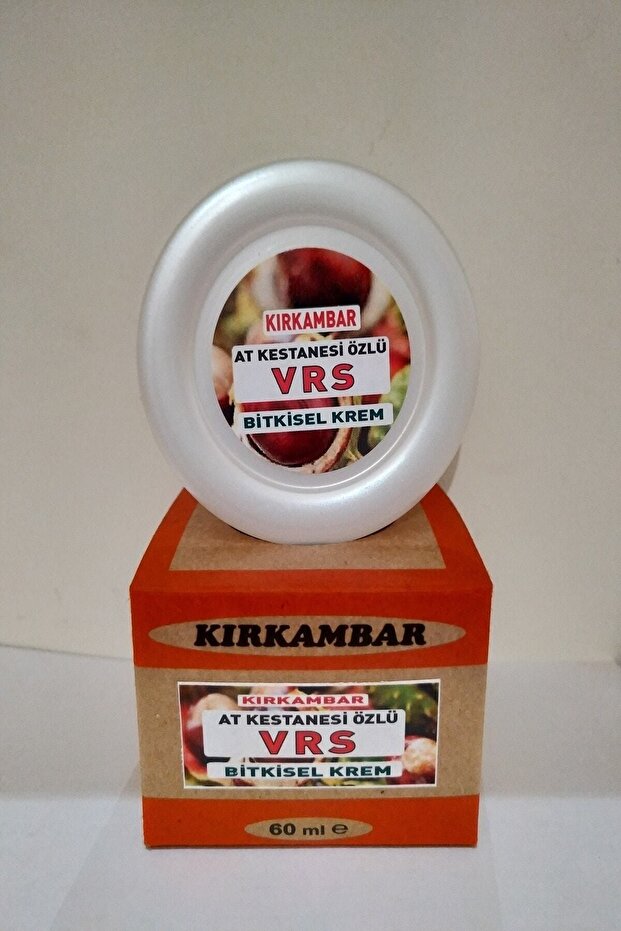 KIRKAMBAR
AT KESTANESİ ÖZLÜ
VRS
BİTKİSEL KREM
KIRKAMBAR
KIRKAMBAR
AT KESTANESİ ÖZLÜ
VRS
BİTKİSEL KREM
60 ml ℮